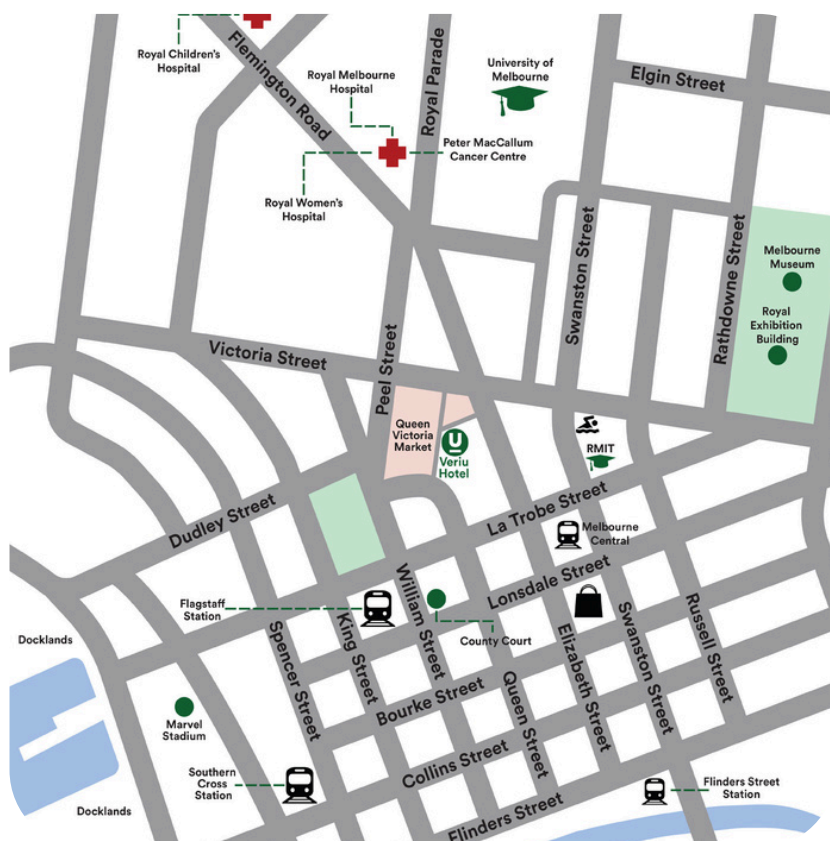 Royal Children's
Hospital
Flemington Road
Royal Melbourne
Hospital
Royal Parade
University of
Melbourne
Elgin Street
Peter MacCallum
Cancer Centre
Royal Women's
Hospital
Swanston Street
Rathdowne Street
Melbourne
Museum
Royal
Exhibition
Building
Victoria Street
Peel Street
Queen
Victoria
Market
U
Veriu
Hotel
RMIT
Dudley Street
La Trobe Street
Melbourne
Central
Lonsdale Street
Flagstaff
Station
William Street
County Court
King Street
Spencer Street
Elizabeth Street
Swanston Street
Russell Street
Docklands
Bourke Street
Queen Street
Marvel
Stadium
Collins Street
Southern
Cross
Station
Flinders Street
Flinders Street
Station
Docklands